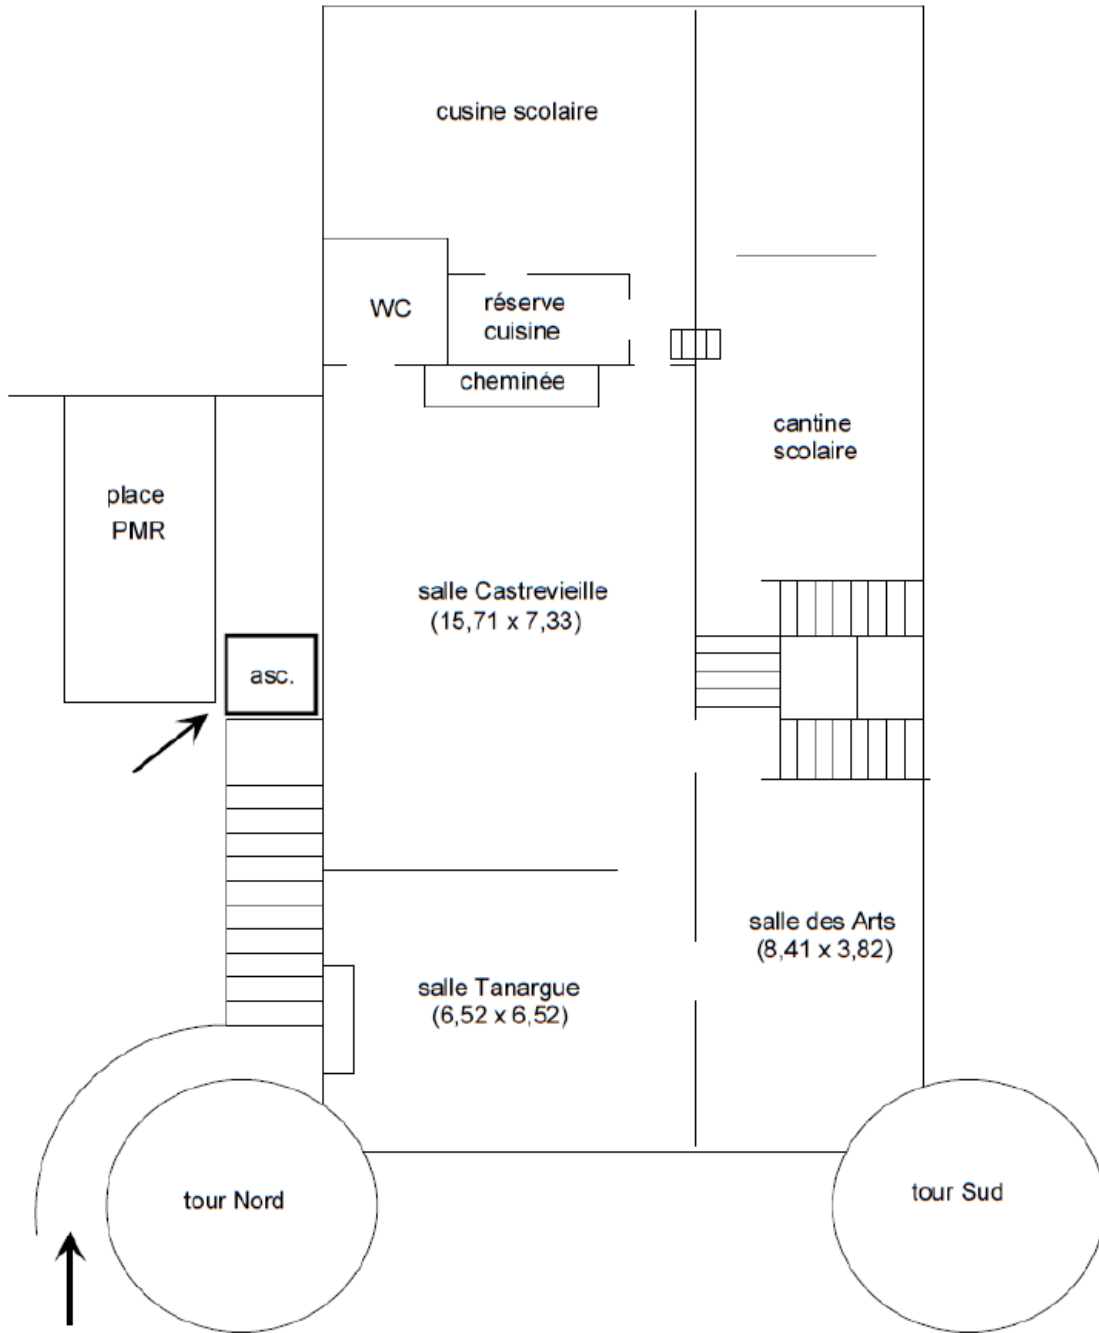 cusine scolaire
WC
réserve
cuisine
cheminée
cantine
scolaire
place
PMR
salle Castrevieille
(15,71 x 7,33)
asc.
salle des Arts
(8,41 x 3,82)
salle Tanargue
(6,52 x 6,52)
tour Nord
tour Sud